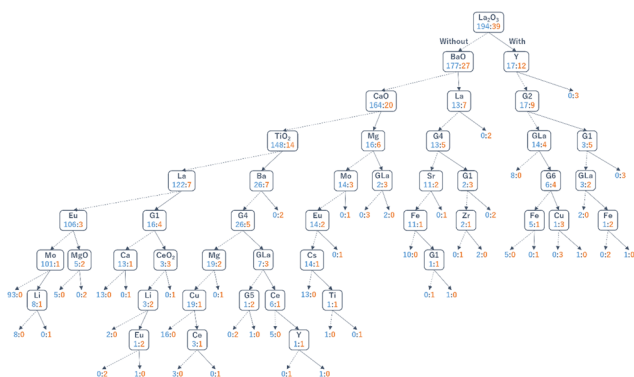 La₂O₃
194:39
Without
With
BaO
177:27
Y
17:12
CaO
164:20
La
13:7
G2
17:9
0:3
TiO₂
148:14
Mg
16:6
G4
13:5
0:2
GLa
14:4
G1
3:5
La
122:7
Ba
26:7
Mo
14:3
GLa
2:3
Sr
11:2
G1
2:3
8:0
G6
6:4
GLa
3:2
0:3
Eu
106:3
G1
16:4
G4
26:5
0:2
Eu
14:2
0:1
0:3
2:0
Fe
11:1
0:1
Zr
2:1
0:2
Fe
5:1
Cu
1:3
2:0
Fe
1:2
Mo
101:1
MgO
5:2
Ca
13:1
CeO₂
3:3
Mg
19:2
GLa
7:3
Cs
14:1
0:1
10:0
G1
1:1
0:1
2:0
5:0
0:1
0:3
1:0
0:2
1:0
93:0
Li
8:1
5:0
0:2
13:0
0:1
Li
3:2
0:1
Cu
19:1
0:1
G5
1:2
Ce
6:1
13:0
Ti
1:1
0:1
1:0
8:0
0:1
2:0
Eu
1:2
16:0
Co
3:1
0:2
1:0
5:0
Y
1:1
1:0
0:1
0:2
1:0
3:0
0:1
0:1
1:0